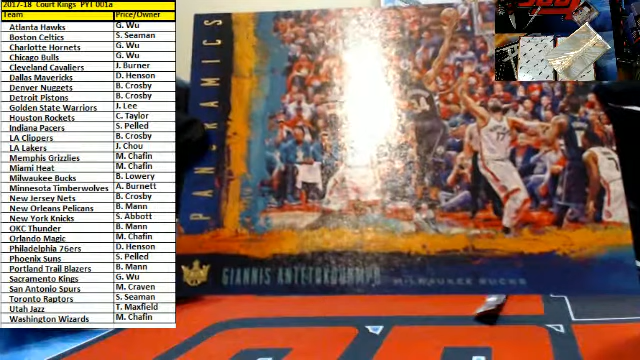 2017-18 Court Kings PYT 001a
Team Price/Owner
Atlanta Hawks G. Wu
Boston Celtics S. Seaman
Charlotte Hornets G. Wu
Chicago Bulls G. Wu
Cleveland Cavaliers J. Burner
Dallas Mavericks D. Henson
Denver Nuggets B. Crosby
Detroit Pistons B. Crosby
Golden State Warriors J. Lee
Houston Rockets C. Taylor
Indiana Pacers S. Pelled
LA Clippers B. Crosby
LA Lakers J. Chou
Memphis Grizzlies M. Chafin
Miami Heat M. Chafin
Milwaukee Bucks B. Lowery
Minnesota Timberwolves A. Burnett
New Jersey Nets B. Crosby
New Orleans Pelicans B. Mann
New York Knicks S. Abbott
OKC Thunder B. Mann
Orlando Magic M. Chafin
Philadelphia 76ers D. Henson
Phoenix Suns S. Pelled
Portland Trail Blazers B. Mann
Sacramento Kings G. Wu
San Antonio Spurs M. Craven
Toronto Raptors S. Seaman
Utah Jazz T. Maxfield
Washington Wizards M. Chafin
PANORAMICS
GIANNIS ANTETOKOUNMPO
MILWAUKEE BUCKS
17